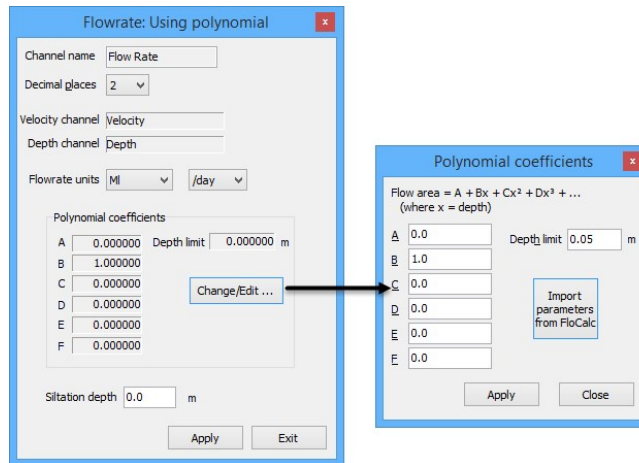 Flowrate: Using polynomial
x
Channel name Flow Rate
Decimal places 2
Velocity channel Velocity
Depth channel Depth
Flowrate units Ml /day
Polynomial coefficients
A 0.000000 Depth limit 0.000000 m
B 1.000000
C 0.000000
Change/Edit ...
D 0.000000
E 0.000000
F 0.000000
Siltation depth 0.0 m
Apply Exit
Polynomial coefficients
x
Flow area = A + Bx + Cx² + Dx³ + ...
(where x = depth)
A 0.0 Depth limit 0.05 m
B 1.0
C 0.0
D 0.0
E 0.0
F 0.0
Import
parameters
from FloCalc
Apply Close